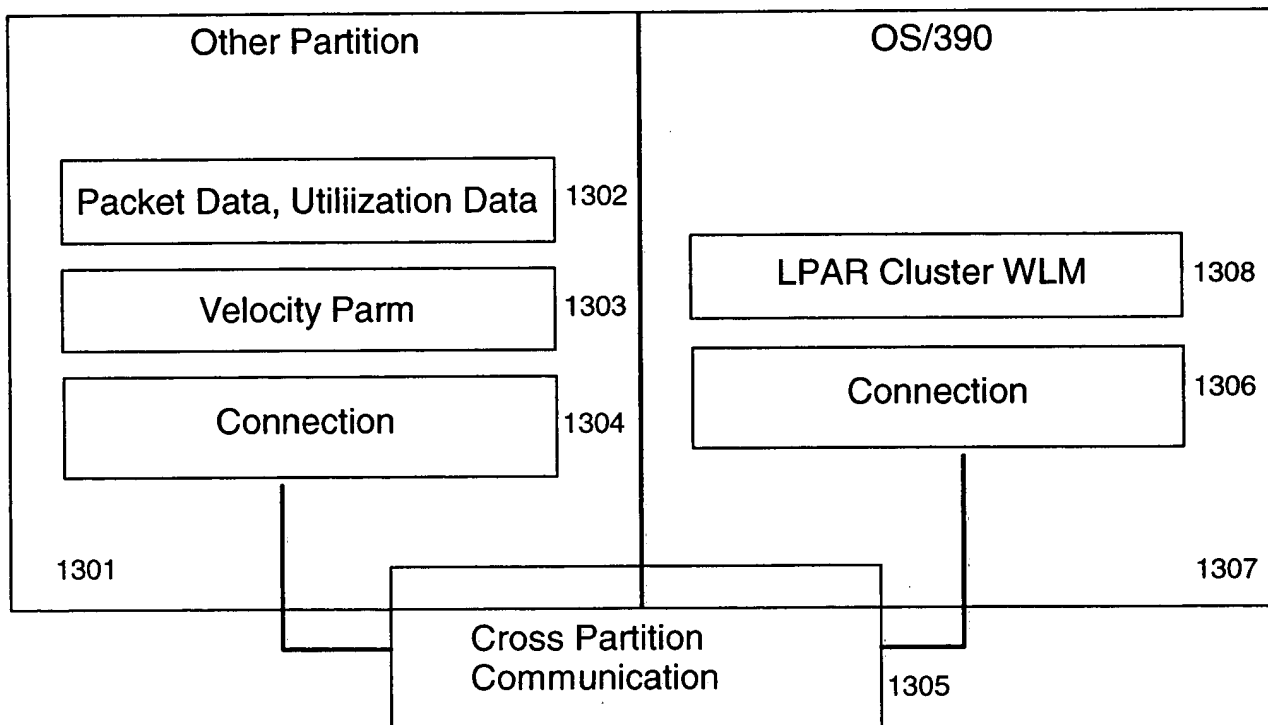 Other Partition
OS/390
Packet Data, Utiliization Data
1302
Velocity Parm
1303
Connection
1304
LPAR Cluster WLM
1308
Connection
1306
1301
1307
Cross Partition
Communication
1305